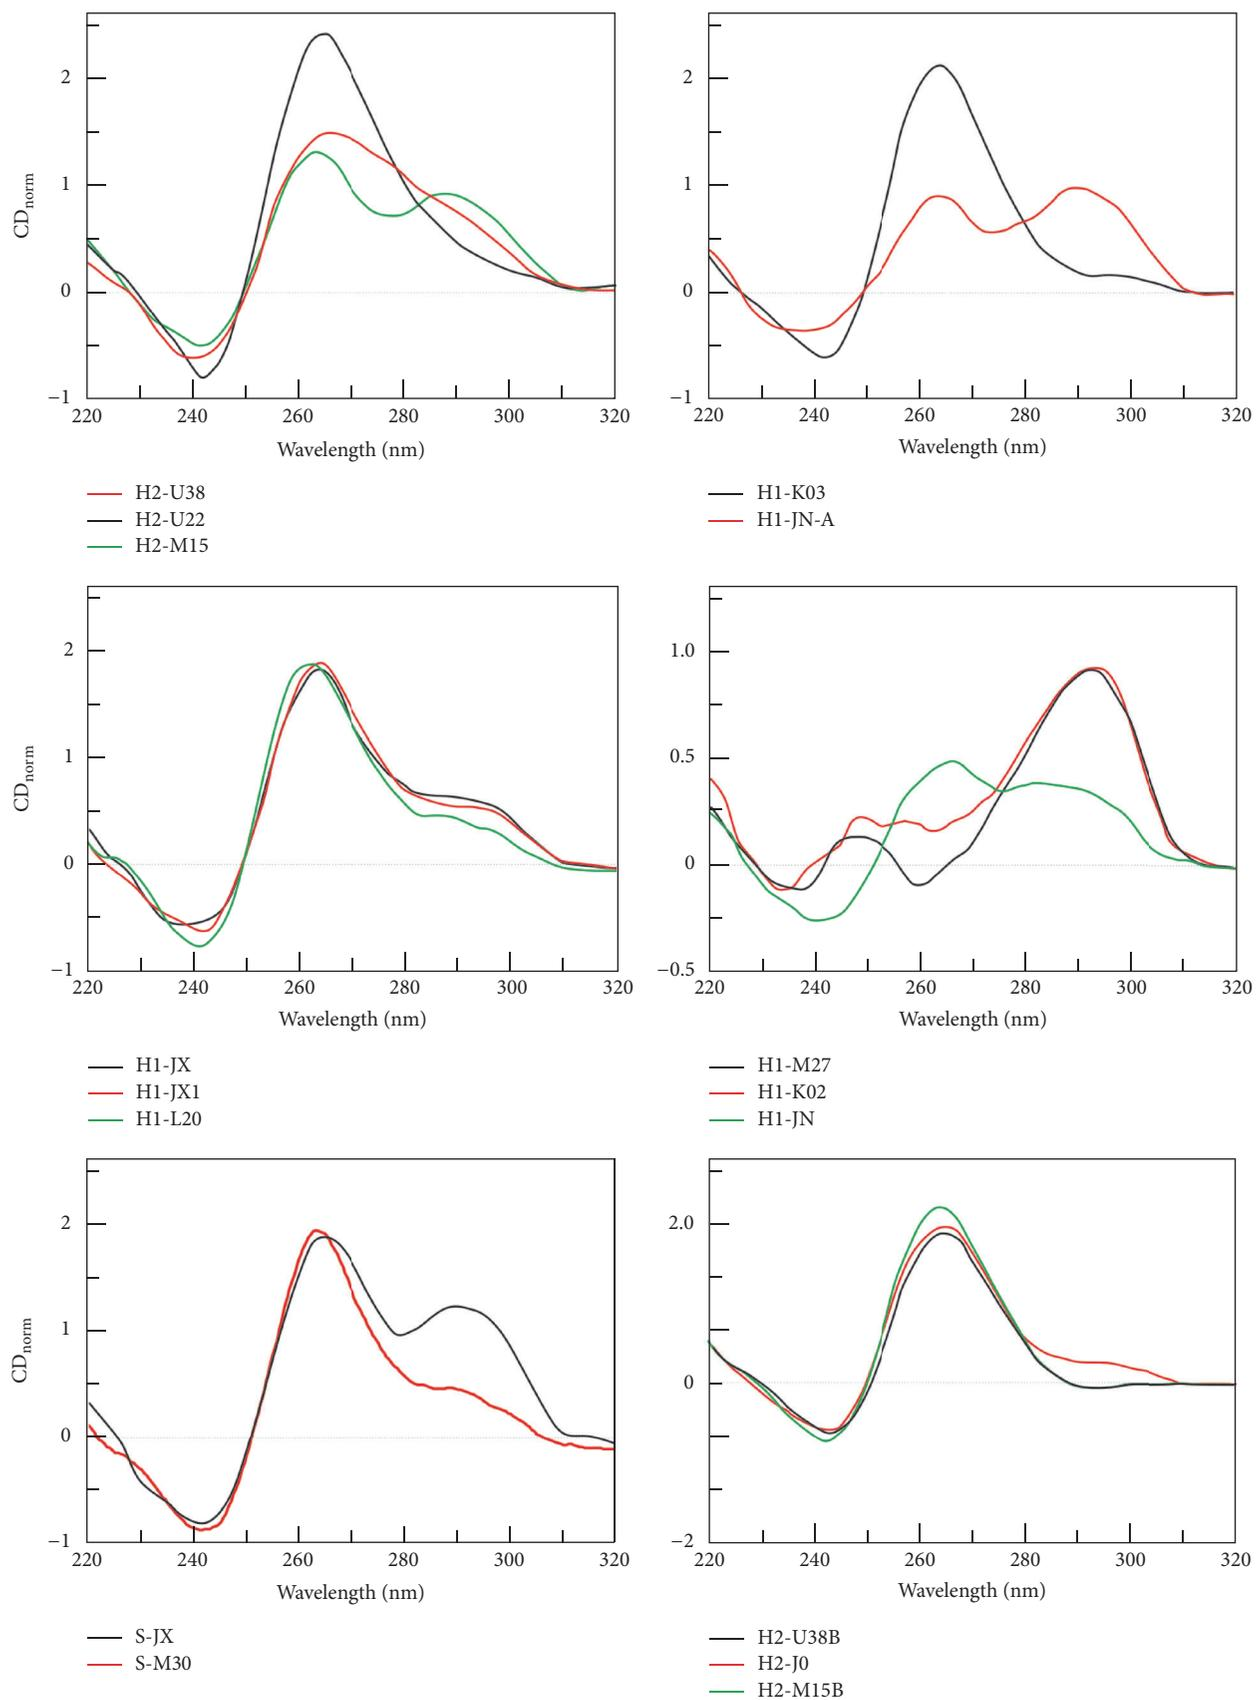 2
1
0
−1
CDnorm
220 240 260 280 300 320
Wavelength (nm)
H2-U38
H2-U22
H2-M15
2
1
0
−1
220 240 260 280 300 320
Wavelength (nm)
H1-K03
H1-JN-A
2
1
0
−1
CDnorm
220 240 260 280 300 320
Wavelength (nm)
H1-JX
H1-JX1
H1-L20
1.0
0.5
0
−0.5
220 240 260 280 300 320
Wavelength (nm)
H1-M27
H1-K02
H1-JN
2
1
0
−1
CDnorm
220 240 260 280 300 320
Wavelength (nm)
S-JX
S-M30
2.0
0
−2
220 240 260 280 300 320
Wavelength (nm)
H2-U38B
H2-J0
H2-M15B